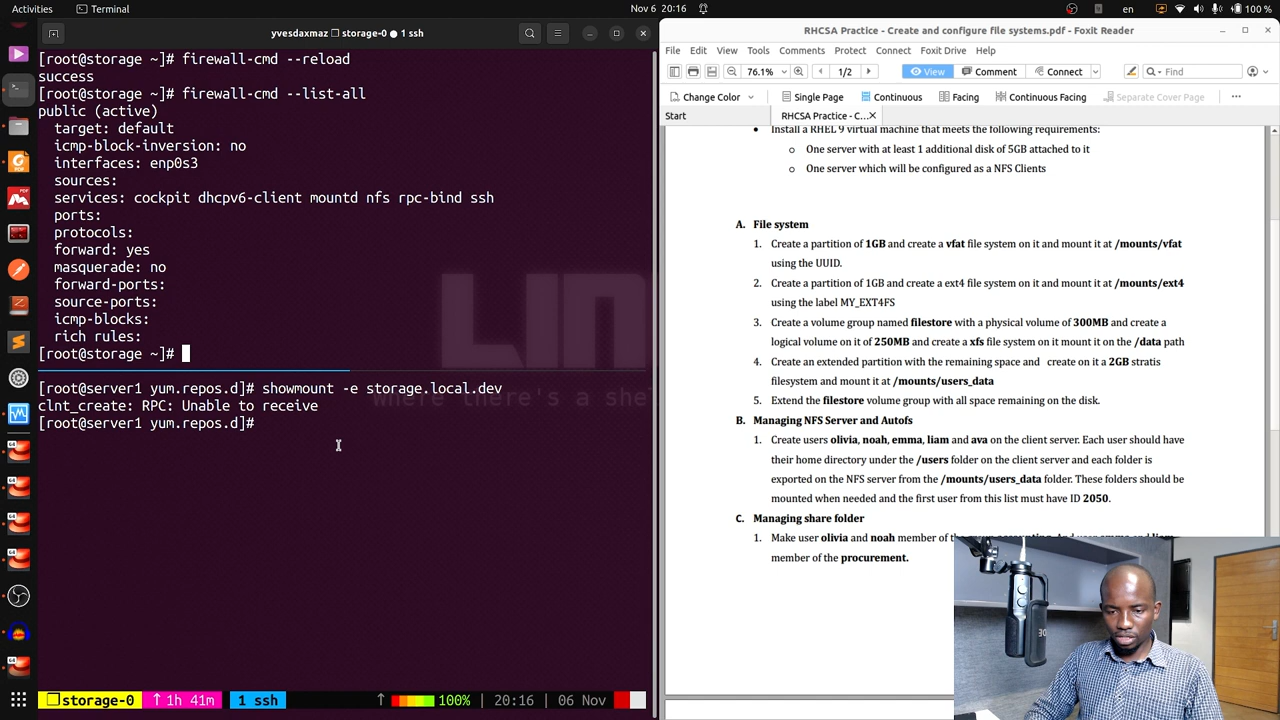 Activities
Terminal
Nov 6 20:16
yvesdaxmaz ❐ storage-0 ● 1 ssh
[root@storage ~]# firewall-cmd --reload
success
[root@storage ~]# firewall-cmd --list-all
public (active)
target: default
icmp-block-inversion: no
interfaces: enp0s3
sources:
services: cockpit dhcpv6-client mountd nfs rpc-bind ssh
ports:
protocols:
forward: yes
masquerade: no
forward-ports:
source-ports:
icmp-blocks:
rich rules:
[root@storage ~]#
[root@server1 yum.repos.d]# showmount -e storage.local.dev
clnt_create: RPC: Unable to receive
[root@server1 yum.repos.d]#
❐ storage-0 ↑ 1h 41m 1 ssh ↑ 100% | 20:16 | 06 Nov
RHCSA Practice - Create and configure file systems.pdf - Foxit Reader
File Edit View Tools Comments Protect Connect Foxit Drive Help
76.1% 1/2 View Comment Connect Find
Change Color Single Page Continuous Facing Continuous Facing Separate Cover Page
Start RHCSA Practice - C...
• Install a RHEL 9 virtual machine that meets the following requirements:
o One server with at least 1 additional disk of 5GB attached to it
o One server which will be configured as a NFS Clients
A. File system
1. Create a partition of 1GB and create a vfat file system on it and mount it at /mounts/vfat
using the UUID.
2. Create a partition of 1GB and create a ext4 file system on it and mount it at /mounts/ext4
using the label MY_EXT4FS
3. Create a volume group named filestore with a physical volume of 300MB and create a
logical volume on it of 250MB and create a xfs file system on it mount it on the /data path
4. Create an extended partition with the remaining space and create on it a 2GB stratis
filesystem and mount it at /mounts/users_data
5. Extend the filestore volume group with all space remaining on the disk.
B. Managing NFS Server and Autofs
1. Create users olivia, noah, emma, liam and ava on the client server. Each user should have
their home directory under the /users folder on the client server and each folder is
exported on the NFS server from the /mounts/users_data folder. These folders should be
mounted when needed and the first user from this list must have ID 2050.
C. Managing share folder
1. Make user olivia and noah member of the
member of the procurement.